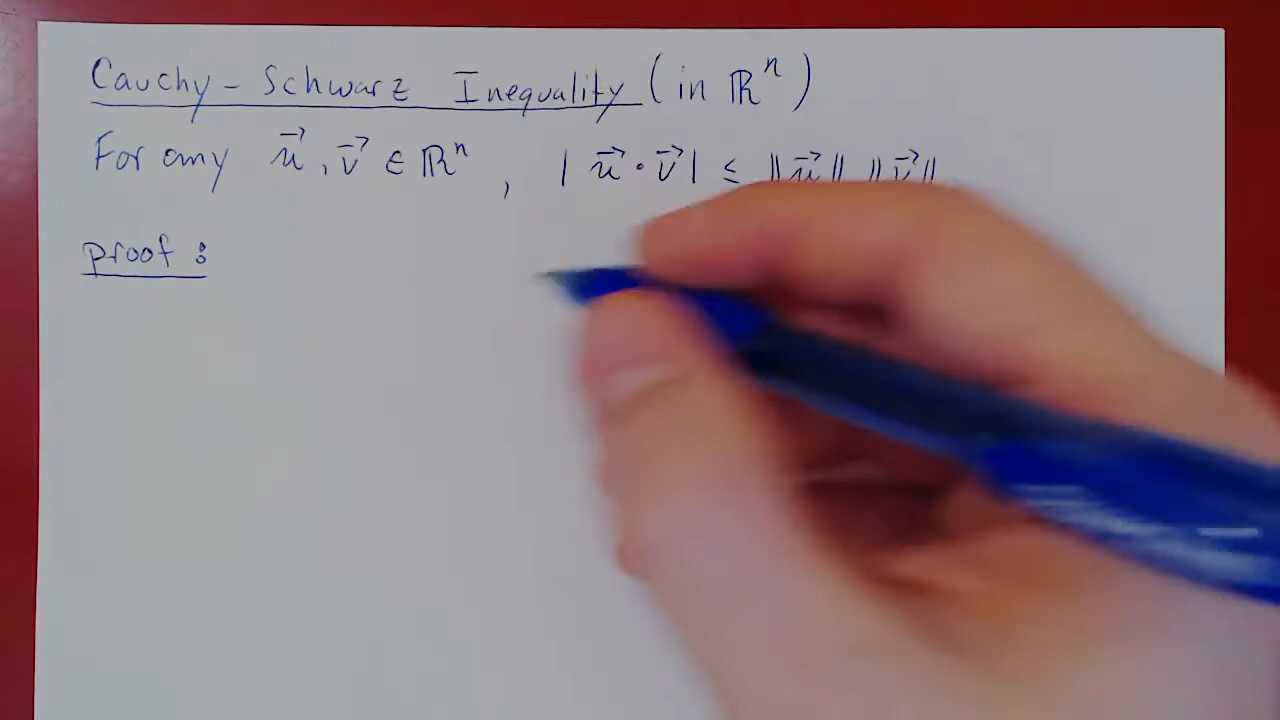 Cauchy - Schwarz Inequality (in ℝⁿ)
For any u⃗, v⃗ ∈ ℝⁿ, |u⃗ · v⃗| ≤ ‖u⃗‖ ‖v⃗‖
proof :